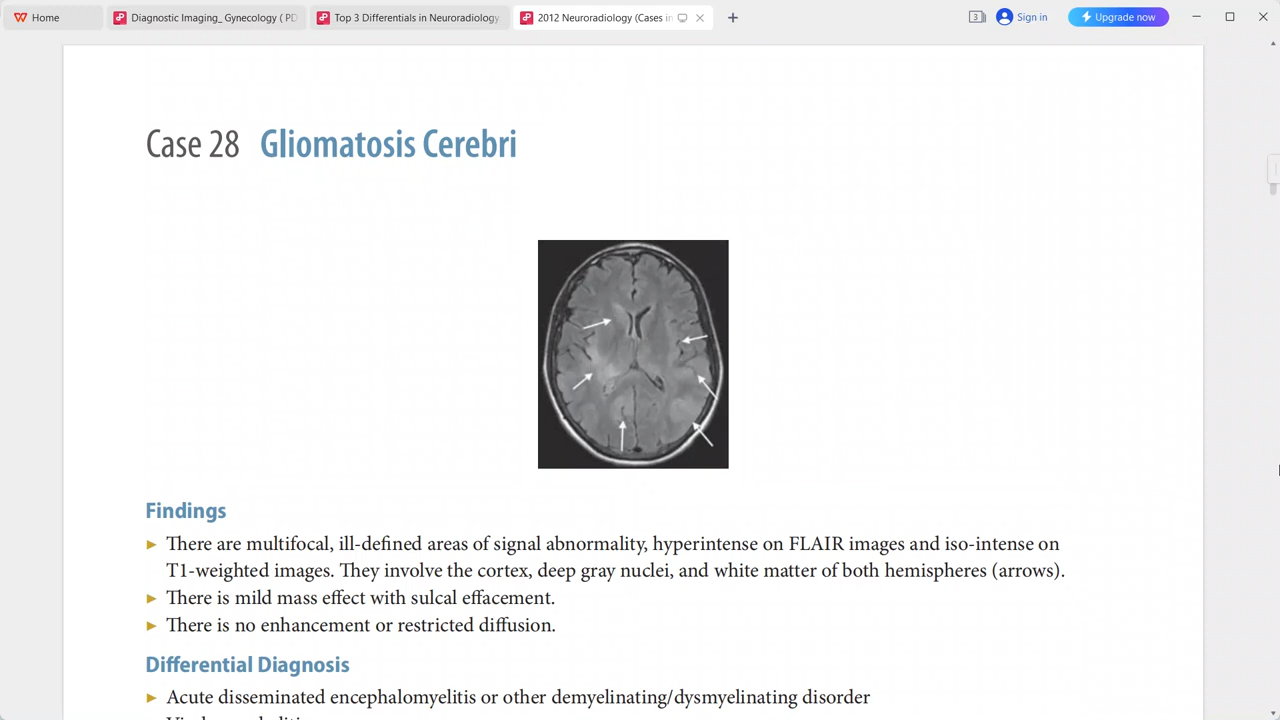 Home
Diagnostic Imaging_ Gynecology ( PD
Top 3 Differentials in Neuroradiology
2012 Neuroradiology (Cases in
3
Sign in
Upgrade now
Case 28 Gliomatosis Cerebri
Findings
► There are multifocal, ill-defined areas of signal abnormality, hyperintense on FLAIR images and iso-intense on
T1-weighted images. They involve the cortex, deep gray nuclei, and white matter of both hemispheres (arrows).
► There is mild mass effect with sulcal effacement.
► There is no enhancement or restricted diffusion.
Differential Diagnosis
► Acute disseminated encephalomyelitis or other demyelinating/dysmyelinating disorder